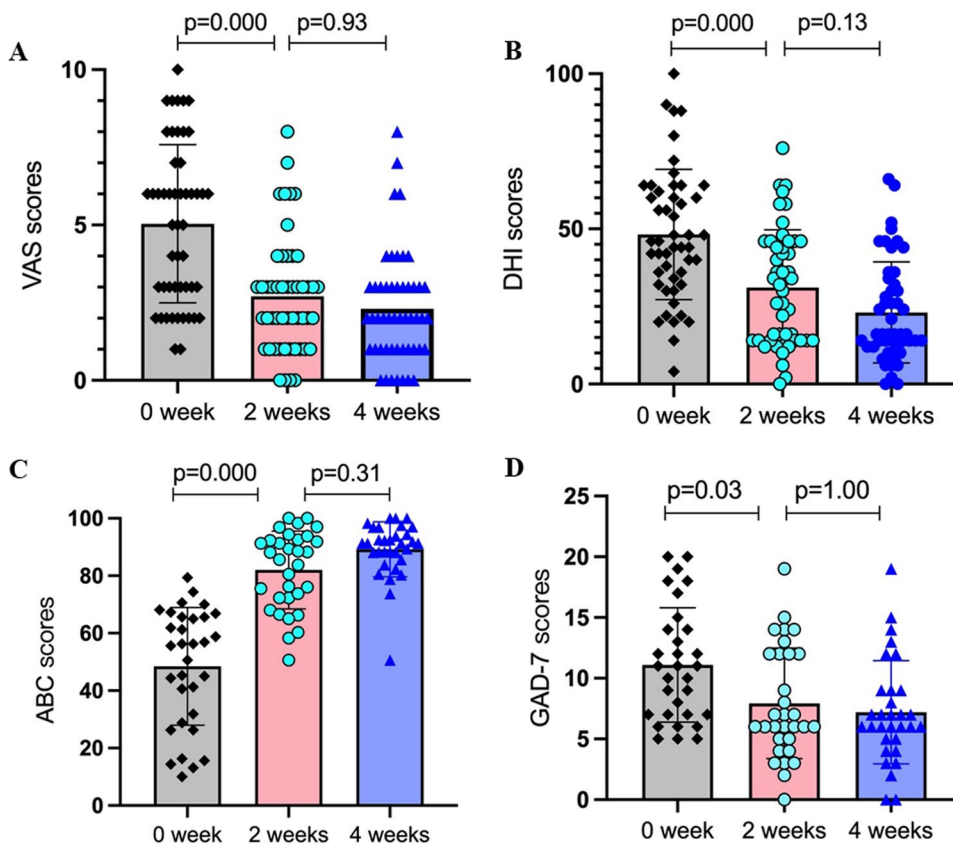 A
p=0.000
p=0.93
VAS scores
10
5
0
0 week
2 weeks
4 weeks
B
p=0.000
p=0.13
DHI scores
100
50
0
0 week
2 weeks
4 weeks
C
p=0.000
p=0.31
ABC scores
100
80
60
40
20
0
0 week
2 weeks
4 weeks
D
p=0.03
p=1.00
GAD-7 scores
25
20
15
10
5
0
0 week
2 weeks
4 weeks